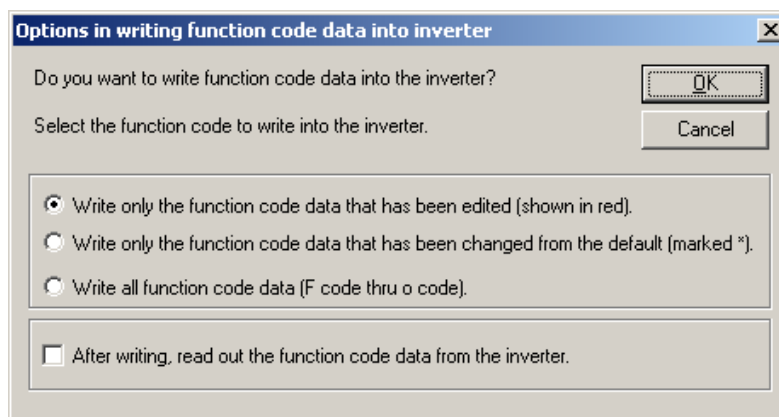 Options in writing function code data into inverter
Do you want to write function code data into the inverter?
OK
Select the function code to write into the inverter.
Cancel
Write only the function code data that has been edited (shown in red).
Write only the function code data that has been changed from the default (marked *).
Write all function code data (F code thru o code).
After writing, read out the function code data from the inverter.